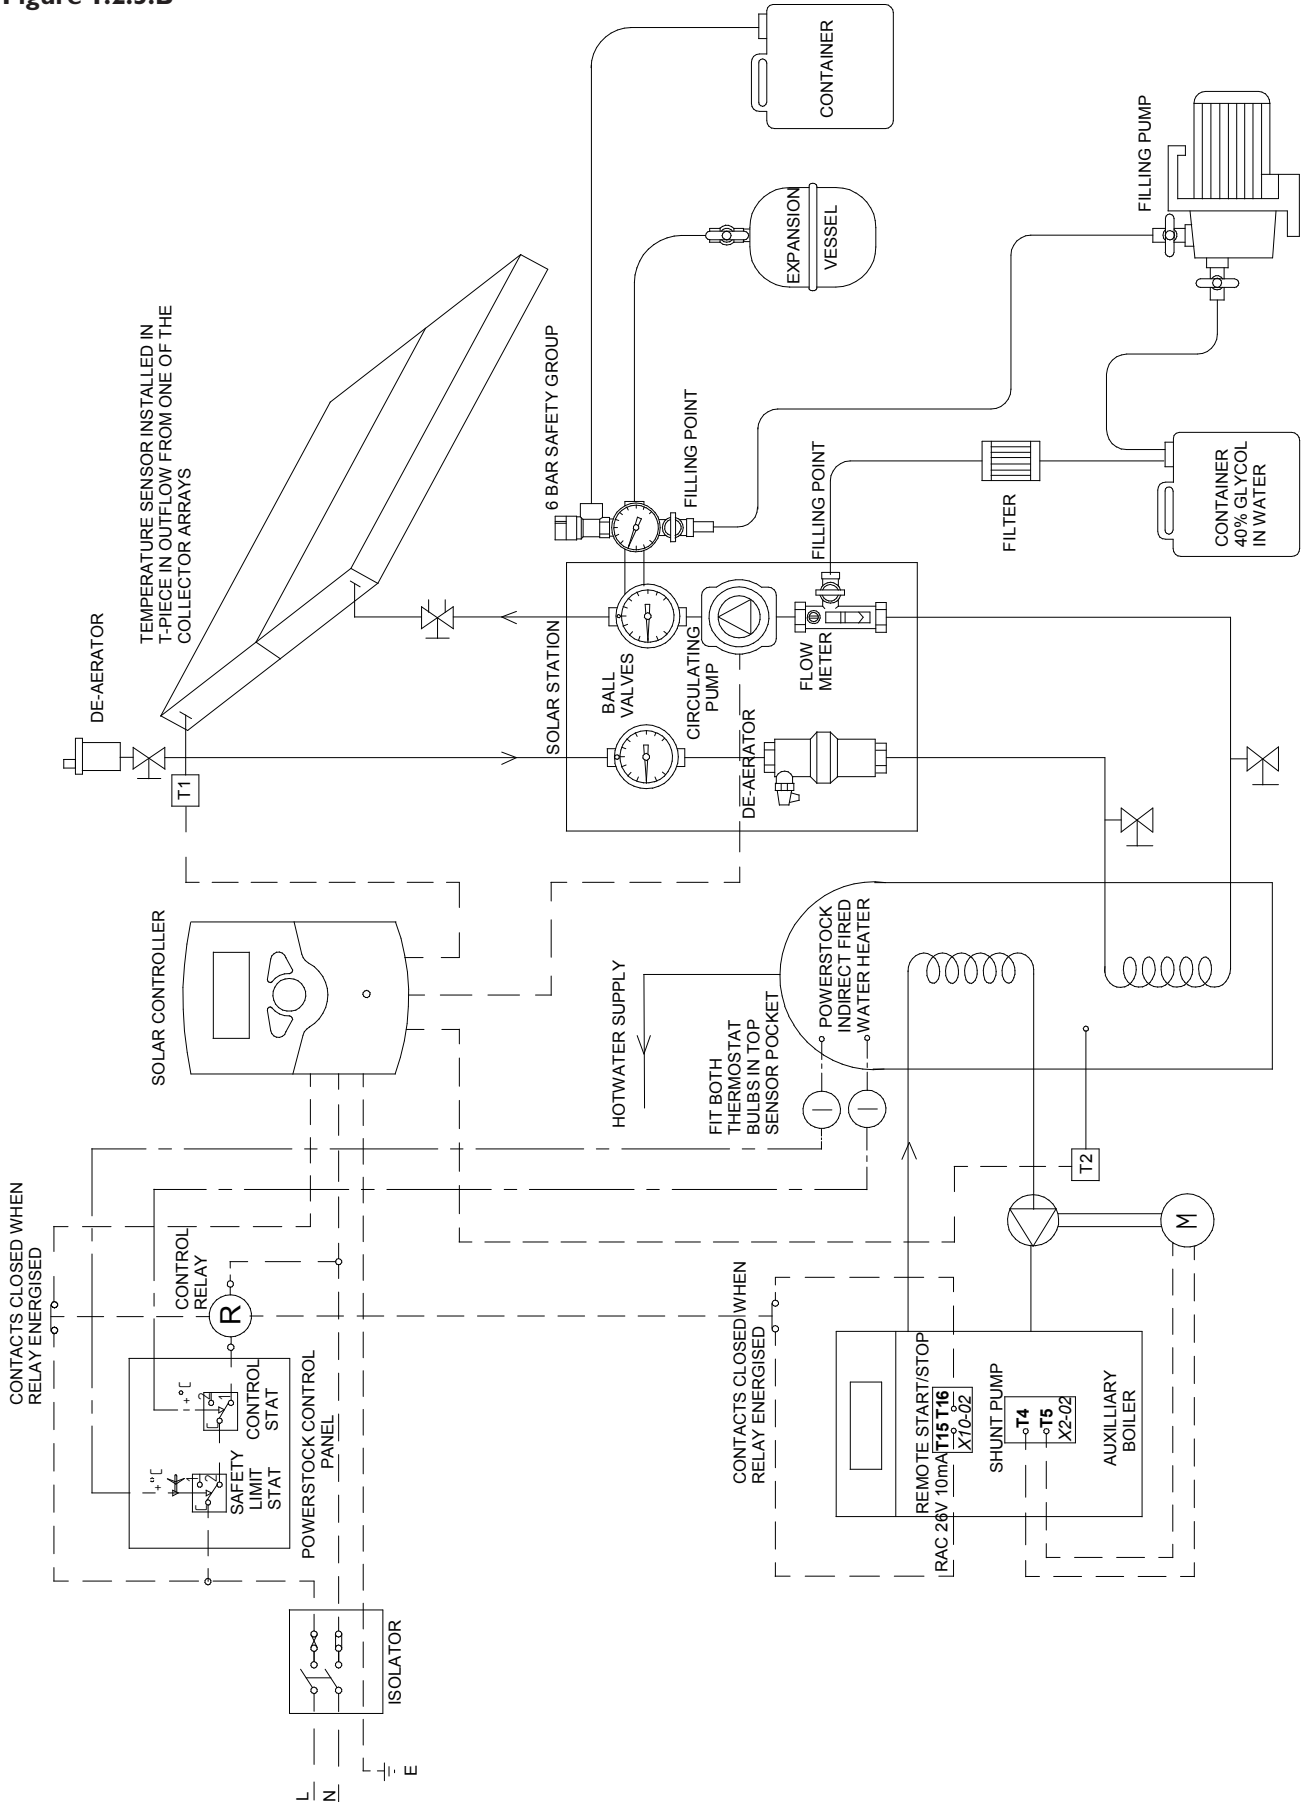 Figure 1.2.3.B
DE-AERATOR
TEMPERATURE SENSOR INSTALLED IN
T-PIECE IN OUTFLOW FROM ONE OF THE
COLLECTOR ARRAYS
T1
SOLAR CONTROLLER
CONTACTS CLOSED WHEN
RELAY ENERGISED
CONTROL
RELAY
R
+°C
C
2
1
CONTROL
STAT
+°C
C
1
2
SAFETY
LIMIT
STAT
POWERSTOCK CONTROL
PANEL
ISOLATOR
L
N
E
6 BAR SAFETY GROUP
CONTAINER
EXPANSION
VESSEL
FILLING POINT
FILLING PUMP
SOLAR STATION
BALL
VALVES
CIRCULATING
PUMP
FLOW
METER
DE-AERATOR
FILLING POINT
FILTER
CONTAINER
40% GLYCOL
IN WATER
HOTWATER SUPPLY
FIT BOTH
THERMOSTAT
BULBS IN TOP
SENSOR POCKET
POWERSTOCK
INDIRECT FIRED
WATER HEATER
T2
M
CONTACTS CLOSED WHEN
RELAY ENERGISED
REMOTE START/STOP
RAC 26V 10mA
T15 T16
X10-02
SHUNT PUMP
T4
T5
X2-02
AUXILLIARY
BOILER